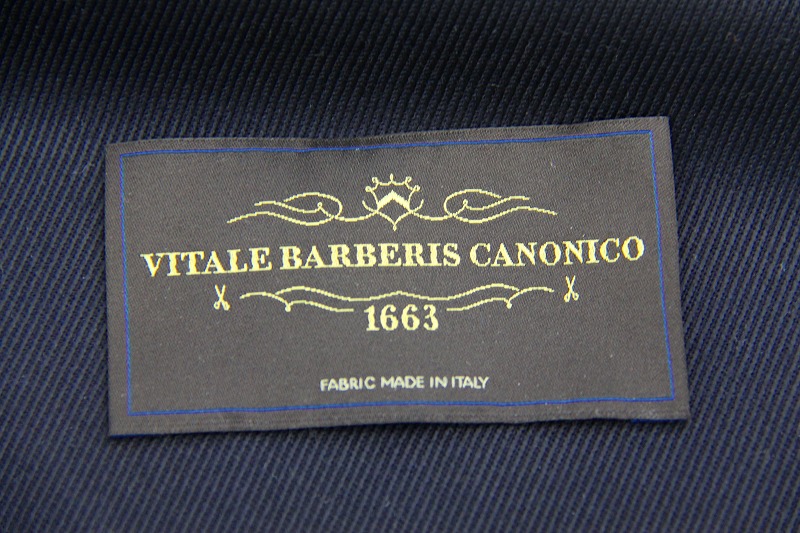 VITALE BARBERIS CANONICO
1663
FABRIC MADE IN ITALY